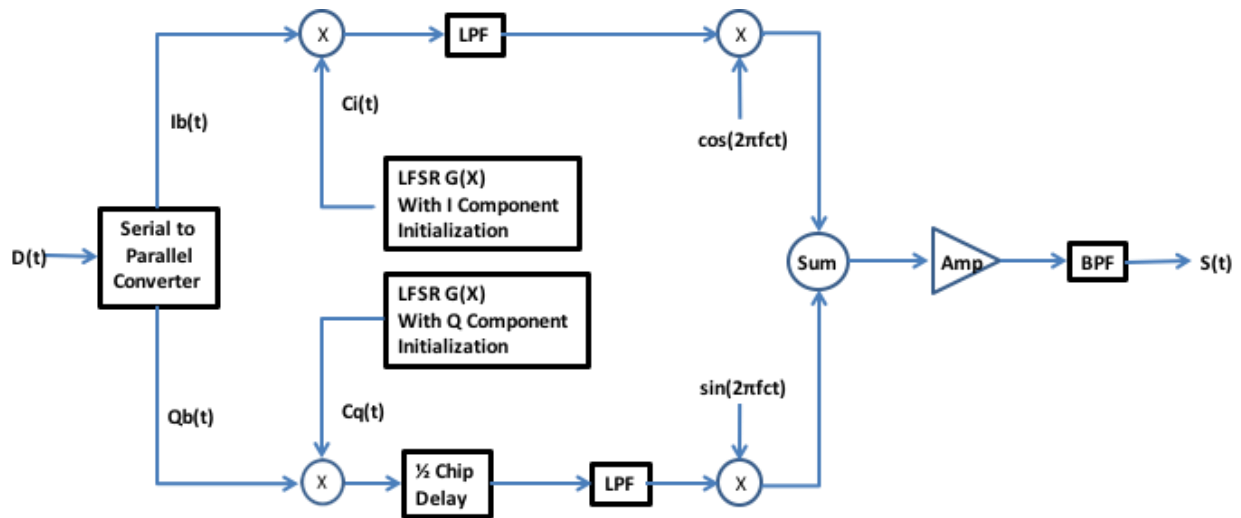 X
LPF
X
Ib(t)
Ci(t)
cos(2πfct)
LFSR G(X)
With I Component
Initialization
D(t)
Serial to
Parallel
Converter
Sum
Amp
BPF
S(t)
LFSR G(X)
With Q Component
Initialization
Qb(t)
Cq(t)
sin(2πfct)
X
½ Chip
Delay
LPF
X